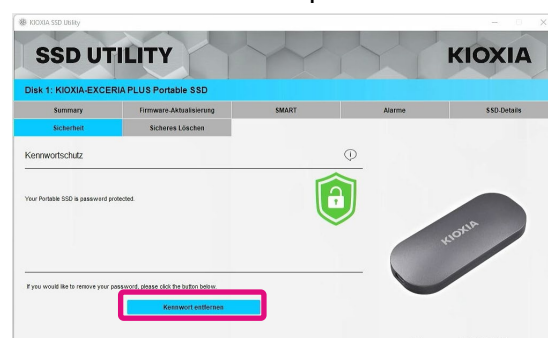 KIOXIA SSD Utility
SSD UTILITY
KIOXIA
Disk 1: KIOXIA-EXCERIA PLUS Portable SSD
Summary
Firmware-Aktualisierung
SMART
Alarme
SSD-Details
Sicherheit
Sicheres Löschen
Kennwortschutz
i
Your Portable SSD is password protected.
KIOXIA
If you would like to remove your password, please click the button below.
Kennwort entfernen